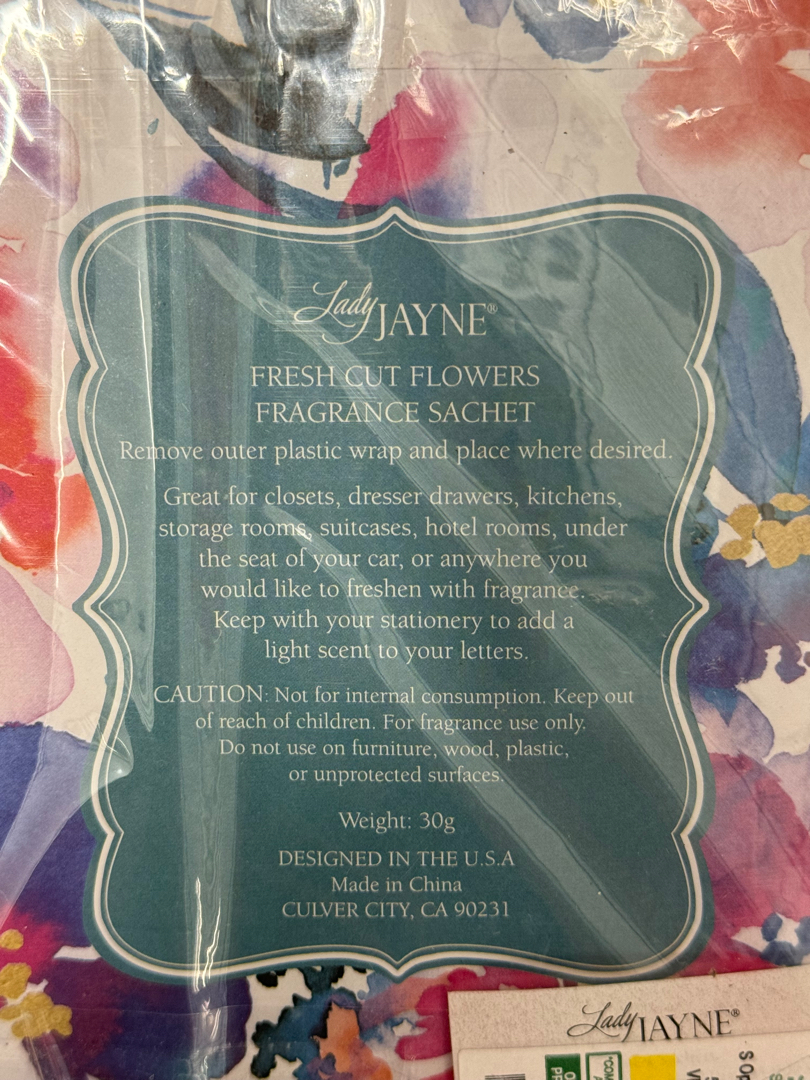 Lady JAYNE®
FRESH CUT FLOWERS
FRAGRANCE SACHET
Remove outer plastic wrap and place where desired.
Great for closets, dresser drawers, kitchens,
storage rooms, suitcases, hotel rooms, under
the seat of your car, or anywhere you
would like to freshen with fragrance.
Keep with your stationery to add a
light scent to your letters.
CAUTION: Not for internal consumption. Keep out
of reach of children. For fragrance use only.
Do not use on furniture, wood, plastic,
or unprotected surfaces.
Weight: 30g
DESIGNED IN THE U.S.A
Made in China
CULVER CITY, CA 90231
Lady JAYNE®